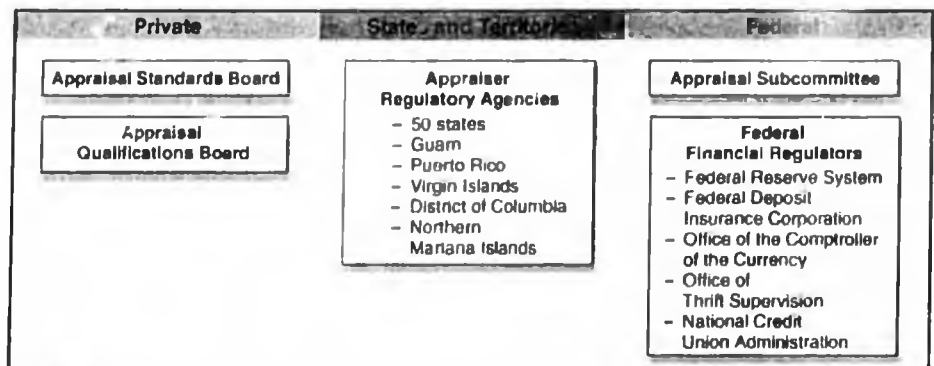 Private
Appraisal Standards Board
Appraisal
Qualifications Board
States and Territories
Appraiser
Regulatory Agencies
– 50 states
– Guam
– Puerto Rico
– Virgin Islands
– District of Columbia
– Northern
Mariana Islands
Federal
Appraisal Subcommittee
Federal
Financial Regulators
– Federal Reserve System
– Federal Deposit
Insurance Corporation
– Office of the Comptroller
of the Currency
– Office of
Thrift Supervision
– National Credit
Union Administration